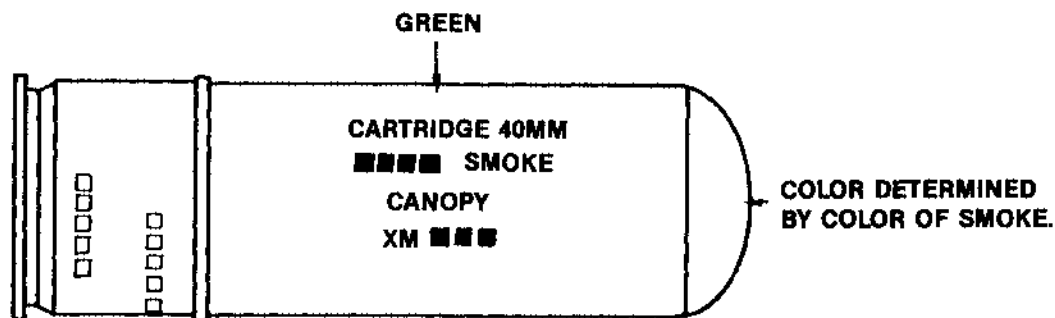 GREEN
CARTRIDGE 40MM
■■■■ SMOKE
CANOPY
XM ■■■
COLOR DETERMINED
BY COLOR OF SMOKE.